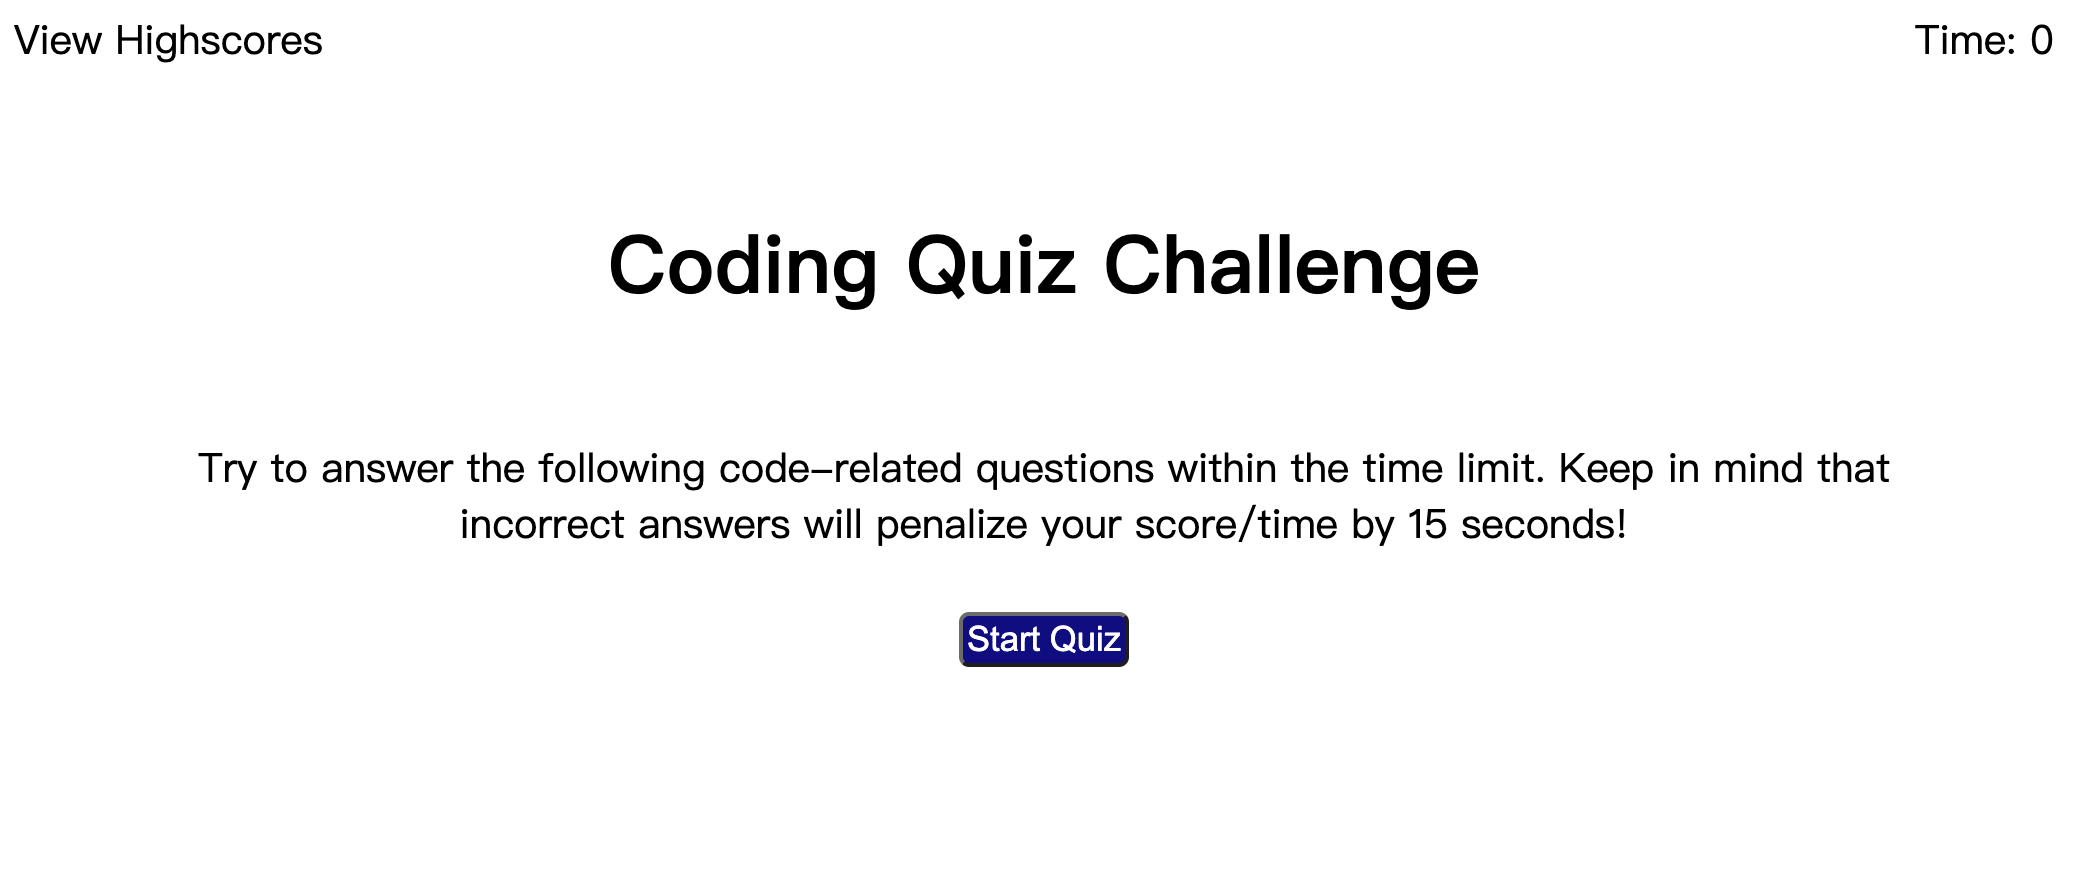 View Highscores
Time: 0
Coding Quiz Challenge
Try to answer the following code-related questions within the time limit. Keep in mind that
incorrect answers will penalize your score/time by 15 seconds!
Start Quiz